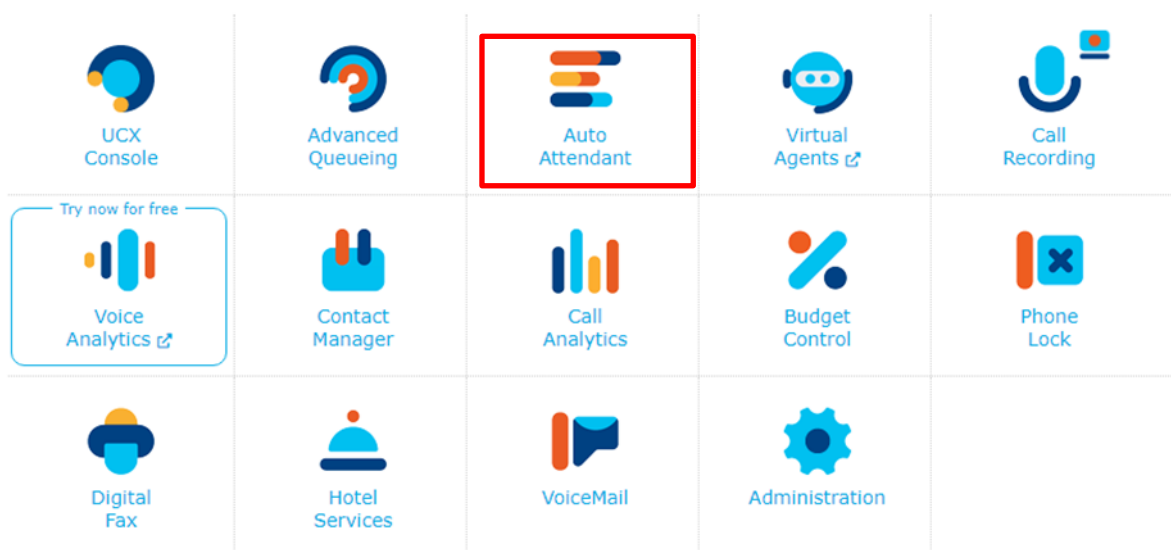 UCX
Console
Advanced
Queueing
Auto
Attendant
Virtual
Agents
Call
Recording
Try now for free
Voice
Analytics
Contact
Manager
Call
Analytics
Budget
Control
Phone
Lock
Digital
Fax
Hotel
Services
VoiceMail
Administration